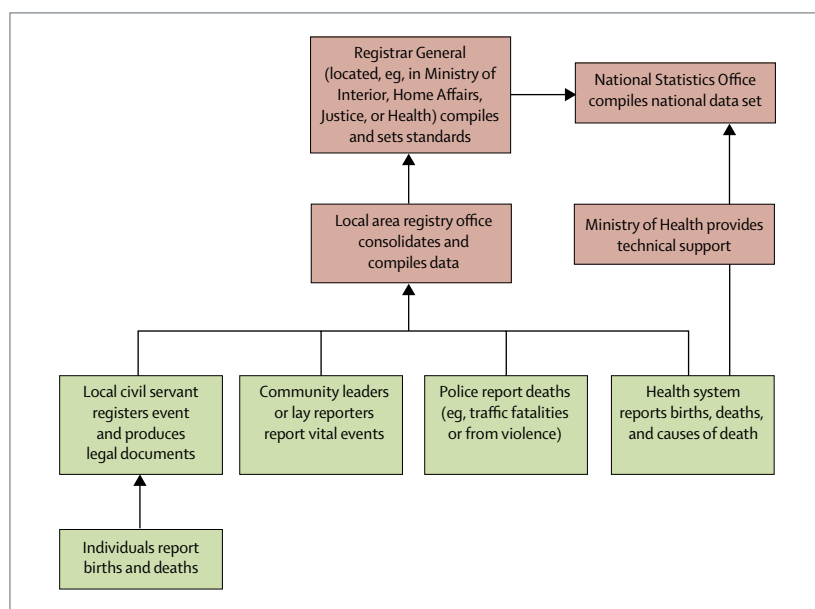 Registrar General
(located, eg, in Ministry of
Interior, Home Affairs,
Justice, or Health) compiles
and sets standards
National Statistics Office
compiles national data set
Local area registry office
consolidates and
compiles data
Ministry of Health provides
technical support
Local civil servant
registers event
and produces
legal documents
Community leaders
or lay reporters
report vital events
Police report deaths
(eg, traffic fatalities
or from violence)
Health system
reports births, deaths,
and causes of death
Individuals report
births and deaths